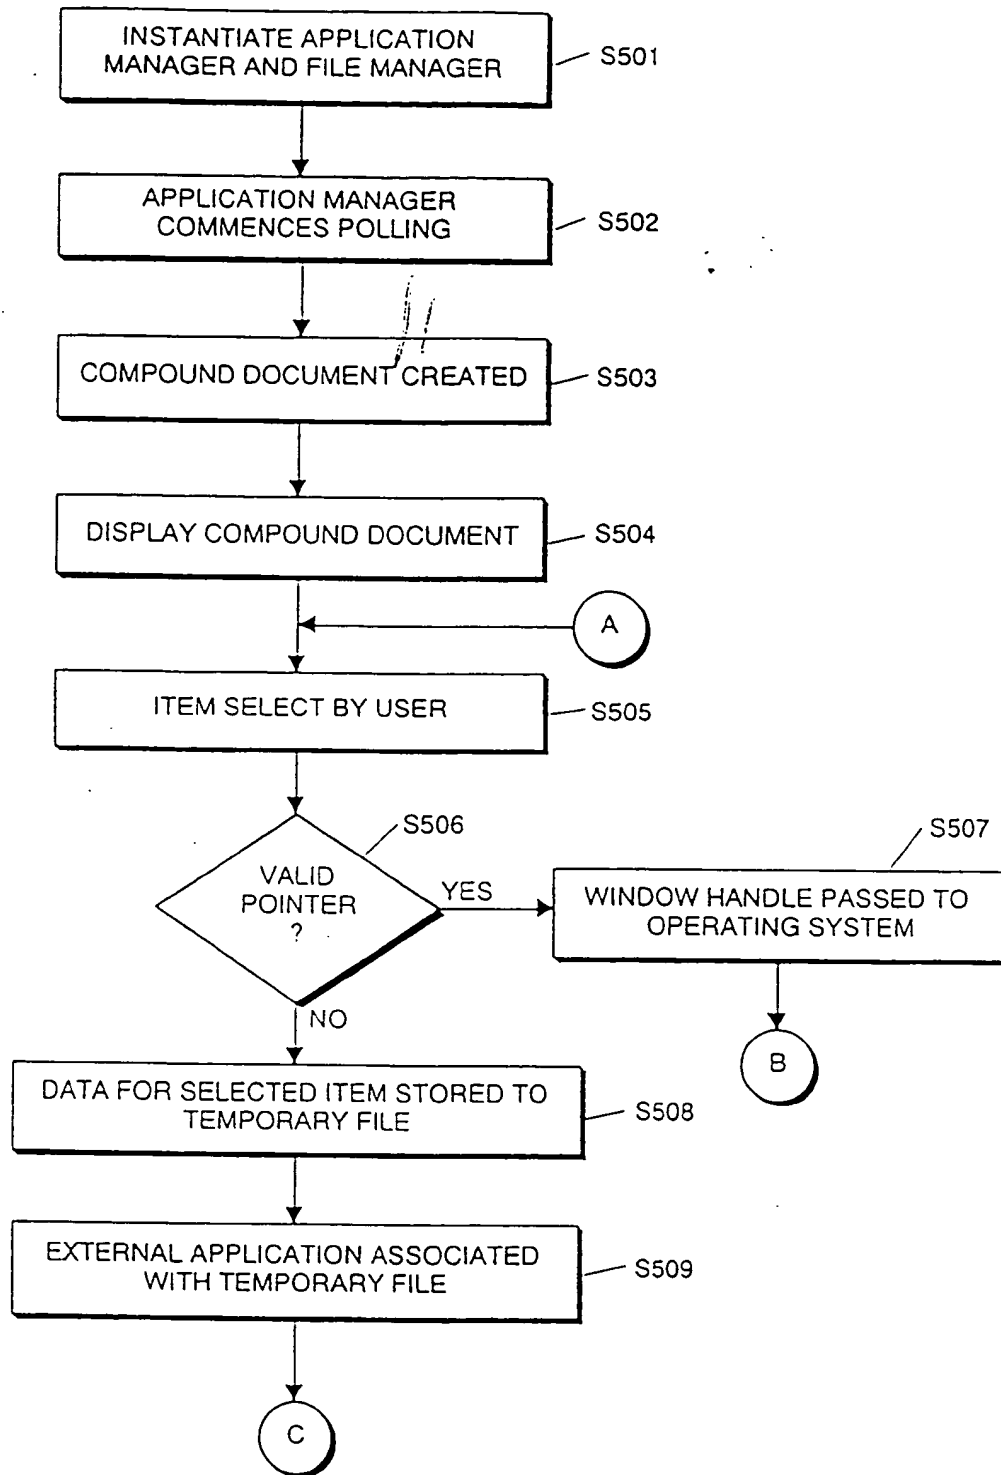 INSTANTIATE APPLICATION
MANAGER AND FILE MANAGER
S501
APPLICATION MANAGER
COMMENCES POLLING
S502
COMPOUND DOCUMENT CREATED
S503
DISPLAY COMPOUND DOCUMENT
S504
A
ITEM SELECT BY USER
S505
S506
VALID
POINTER
?
YES
S507
WINDOW HANDLE PASSED TO
OPERATING SYSTEM
NO
B
DATA FOR SELECTED ITEM STORED TO
TEMPORARY FILE
S508
EXTERNAL APPLICATION ASSOCIATED
WITH TEMPORARY FILE
S509
C